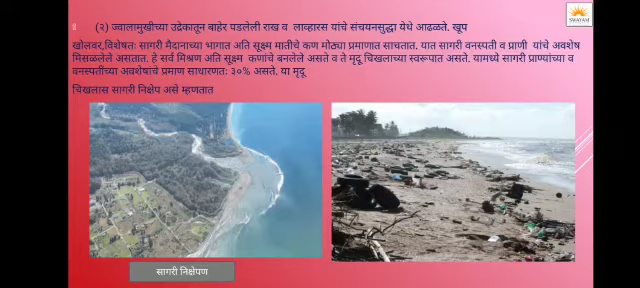 (२) ज्वालामुखीच्या उद्रेकातून बाहेर पडलेली राख व लाव्हारस यांचे संचयनसुद्धा येथे आढळते. खूप
खोलवर,विशेषतः सागरी मैदानाच्या भागात अति सूक्ष्म मातीचे कण मोठ्या प्रमाणात साचतात. यात सागरी वनस्पती व प्राणी यांचे अवशेष
मिसळलेले असतात. हे सर्व मिश्रण अति सूक्ष्म कणांचे बनलेले असते व ते मृदू चिखलाच्या स्वरूपात असते. यामध्ये सागरी प्राण्यांच्या व
वनस्पतींच्या अवशेषाचे प्रमाण साधारणतः ३०% असते. या मृदू
चिखलास सागरी निक्षेप असे म्हणतात
सागरी निक्षेपण
SWAYAM